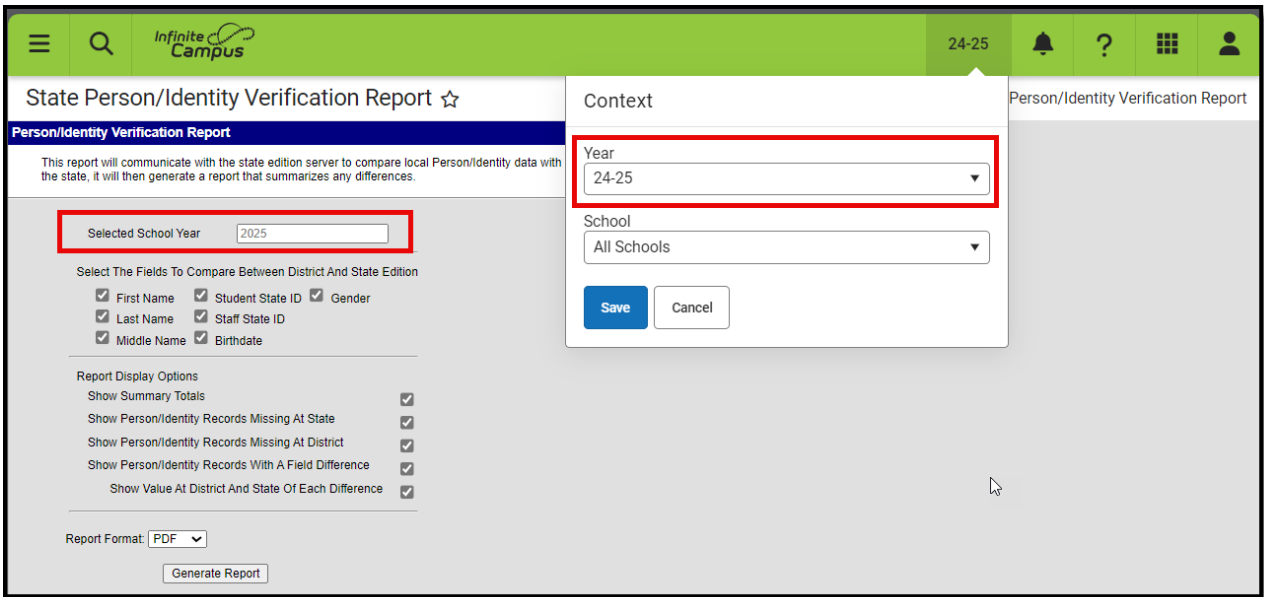 Infinite
Campus
24-25
?
State Person/Identity Verification Report
Person/Identity Verification Report
Person/Identity Verification Report
This report will communicate with the state edition server to compare local Person/Identity data with
the state, it will then generate a report that summarizes any differences.
Selected School Year 2025
Select The Fields To Compare Between District And State Edition
First Name Student State ID Gender
Last Name Staff State ID
Middle Name Birthdate
Report Display Options
Show Summary Totals
Show Person/Identity Records Missing At State
Show Person/Identity Records Missing At District
Show Person/Identity Records With A Field Difference
Show Value At District And State Of Each Difference
Report Format: PDF
Generate Report
Context
Year
24-25
School
All Schools
Save Cancel